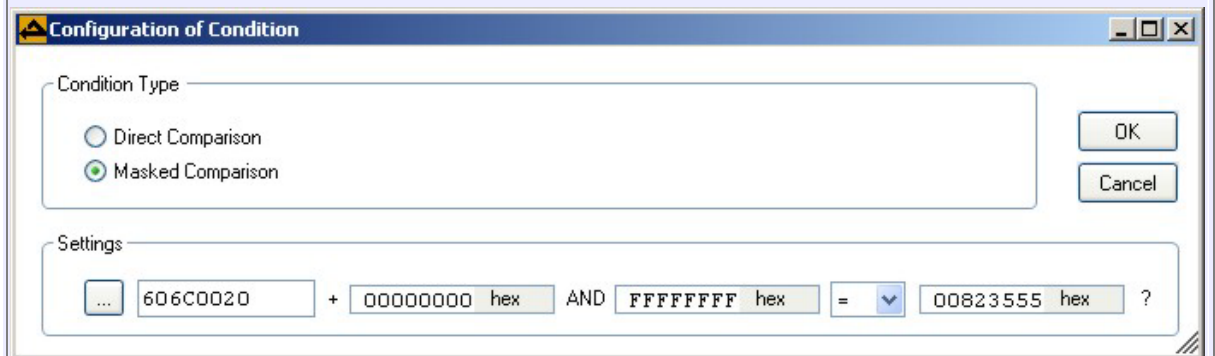 Configuration of Condition
Condition Type
Direct Comparison
Masked Comparison
OK
Cancel
Settings
... 606C0020 + 00000000 hex AND FFFFFFFF hex = 00823555 hex ?